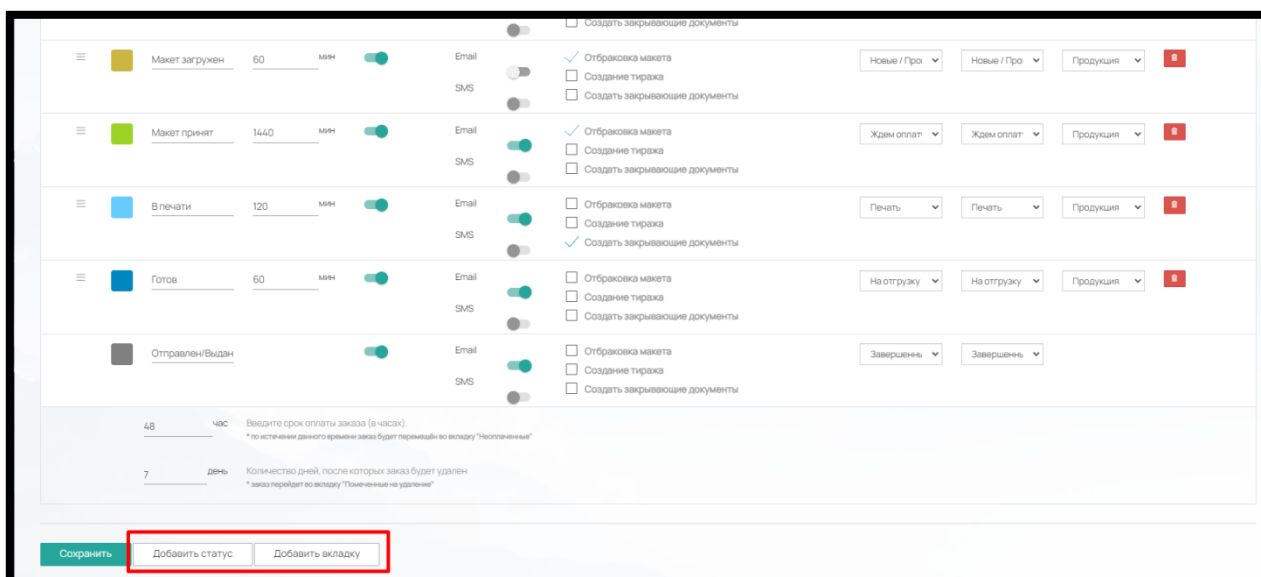 Создать закрывающие документы
Макет загружен 60 мин Email Отбраковка макета Новые / Про Новые / Про Продукция
Создание тиража
SMS
Создать закрывающие документы
Макет принят 1440 мин Email Отбраковка макета Ждем оплат Ждем оплат Продукция
Создание тиража
SMS
Создать закрывающие документы
В печати 120 мин Email Отбраковка макета Печать Печать Продукция
Создание тиража
SMS
Создать закрывающие документы
Готов 60 мин Email Отбраковка макета На отгрузку На отгрузку Продукция
Создание тиража
SMS
Создать закрывающие документы
Отправлен/Выдан Email Отбраковка макета Завершеннь Завершеннь
Создание тиража
SMS
Создать закрывающие документы
48 час Введите срок оплаты заказа (в часах).
* по истечении данного времени заказ будет перемещён во вкладку "Неоплаченные"
7 день Количество дней, после которых заказ будет удален
* заказ перейдет во вкладку "Помеченные на удаление"
Сохранить Добавить статус Добавить вкладку